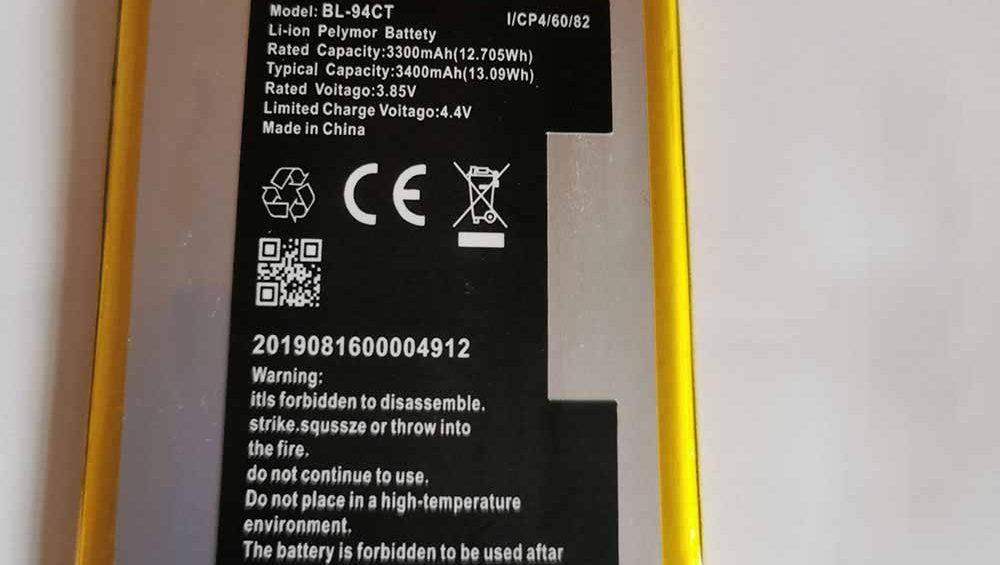 Model: BL-94CT
I/CP4/60/82
Li-ion Pelymor Battety
Rated Capacity:3300mAh(12.705Wh)
Typical Capacity:3400mAh(13.09Wh)
Rated Voitago:3.85V
Limited Charge Voitago:4.4V
Made in China
CE
2019081600004912
Warning:
itIs forbidden to disassemble.
strike.squssze or throw into
the fire.
do not continue to use.
Do not place in a high-temperature
environment.
The battery is forbidden to be used aftar